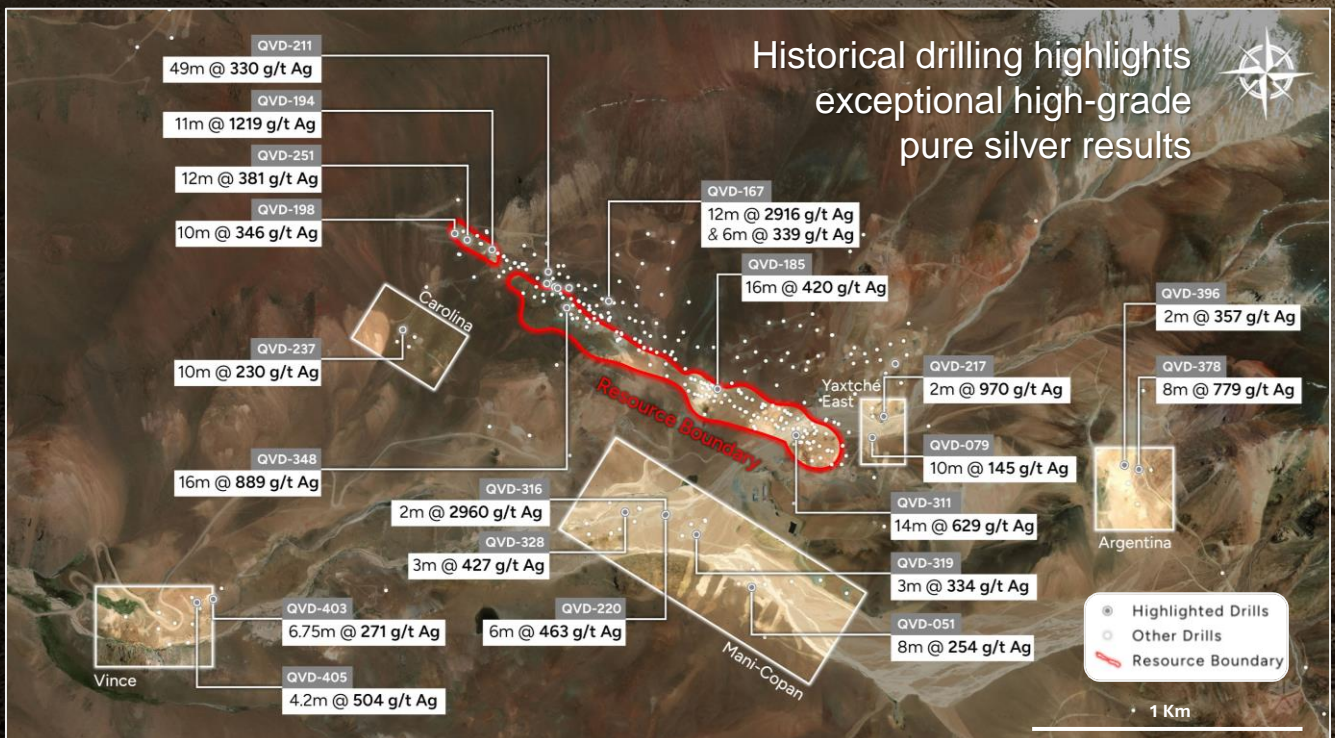 Historical drilling highlights
exceptional high-grade
pure silver results
QVD-211
49m @ 330 g/t Ag
QVD-194
11m @ 1219 g/t Ag
QVD-251
12m @ 381 g/t Ag
QVD-198
10m @ 346 g/t Ag
QVD-167
12m @ 2916 g/t Ag
& 6m @ 339 g/t Ag
QVD-185
16m @ 420 g/t Ag
QVD-396
2m @ 357 g/t Ag
Carolina
QVD-237
10m @ 230 g/t Ag
Yaxtché
East
QVD-217
2m @ 970 g/t Ag
QVD-378
8m @ 779 g/t Ag
Resource Boundary
QVD-079
10m @ 145 g/t Ag
QVD-348
16m @ 889 g/t Ag
QVD-316
2m @ 2960 g/t Ag
QVD-311
14m @ 629 g/t Ag
Argentina
QVD-328
3m @ 427 g/t Ag
QVD-319
3m @ 334 g/t Ag
QVD-403
6.75m @ 271 g/t Ag
QVD-220
6m @ 463 g/t Ag
QVD-051
8m @ 254 g/t Ag
Mani-Copan
Vince
QVD-405
4.2m @ 504 g/t Ag
Highlighted Drills
Other Drills
Resource Boundary
1 Km